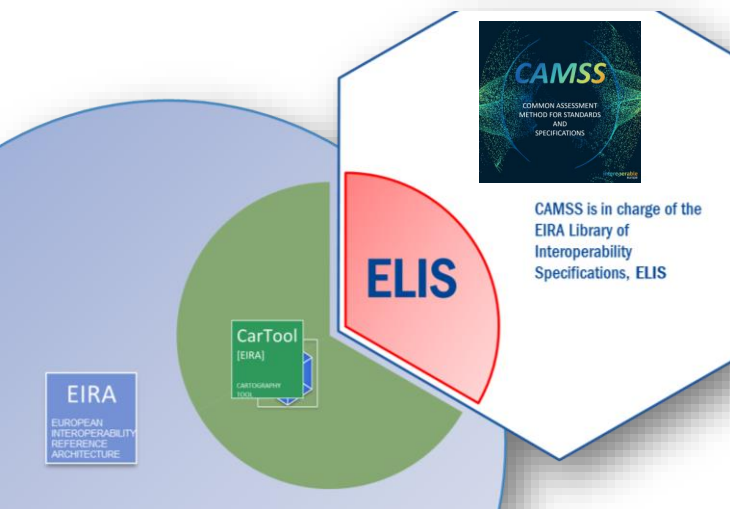 CAMSS
COMMON ASSESSMENT
METHOD FOR STANDARDS
AND
SPECIFICATIONS
interoperable
CAMSS is in charge of the
EIRA Library of
Interoperability
Specifications, ELIS
ELIS
CarTool
[EIRA]
CARTOGRAPHY
TOOL
EIRA
EUROPEAN
INTEROPERABILITY
REFERENCE
ARCHITECTURE